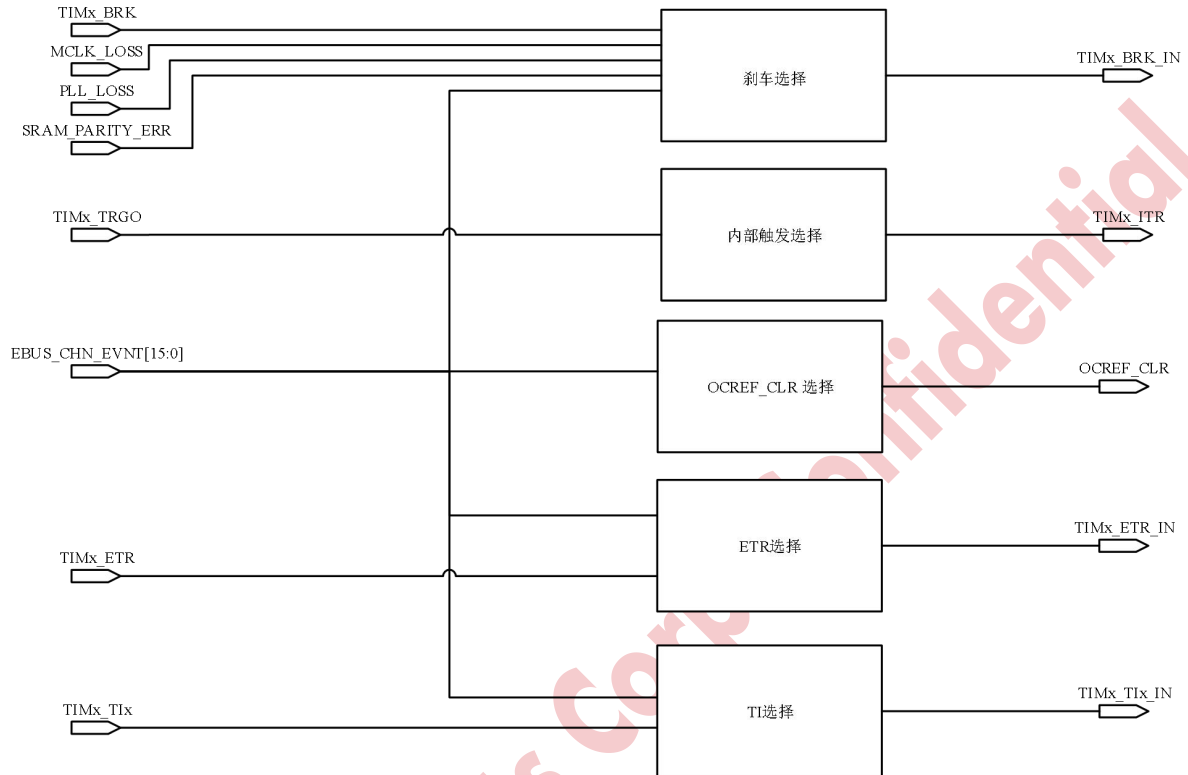 TIMx_BRK
MCLK_LOSS
PLL_LOSS
SRAM_PARITY_ERR
刹车选择
TIMx_BRK_IN
TIMx_TRGO
内部触发选择
TIMx_ITR
EBUS_CHN_EVNT[15:0]
OCREF_CLR 选择
OCREF_CLR
TIMx_ETR
ETR选择
TIMx_ETR_IN
TIMx_TIx
TI选择
TIMx_TIx_IN
Confidential